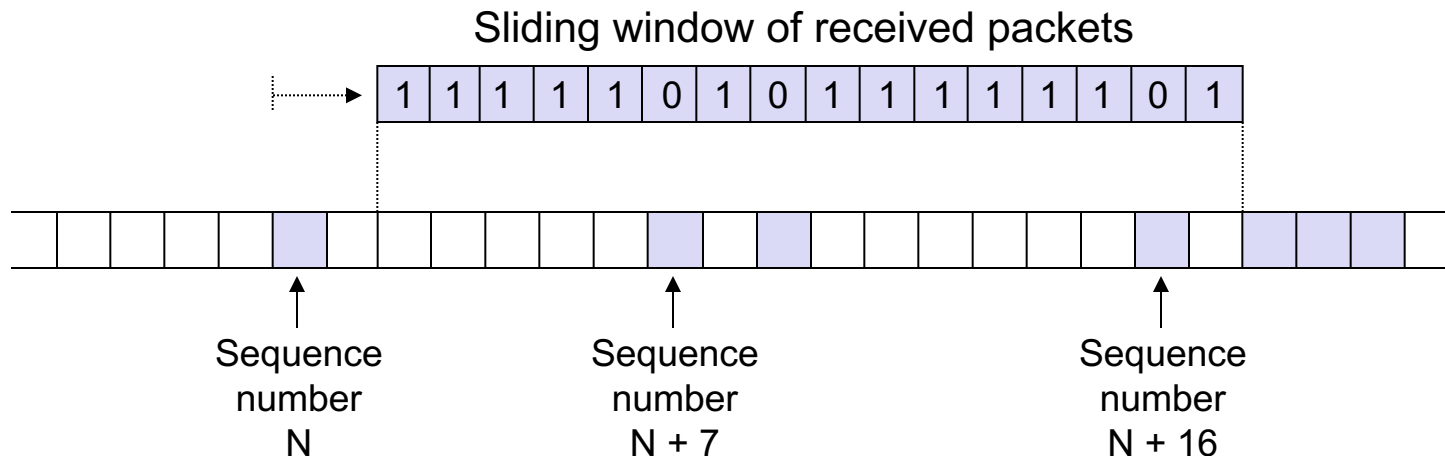 Sliding window of received packets
1 1 1 1 1 0 1 0 1 1 1 1 1 1 0 1
Sequence number N
Sequence number N + 7
Sequence number N + 16